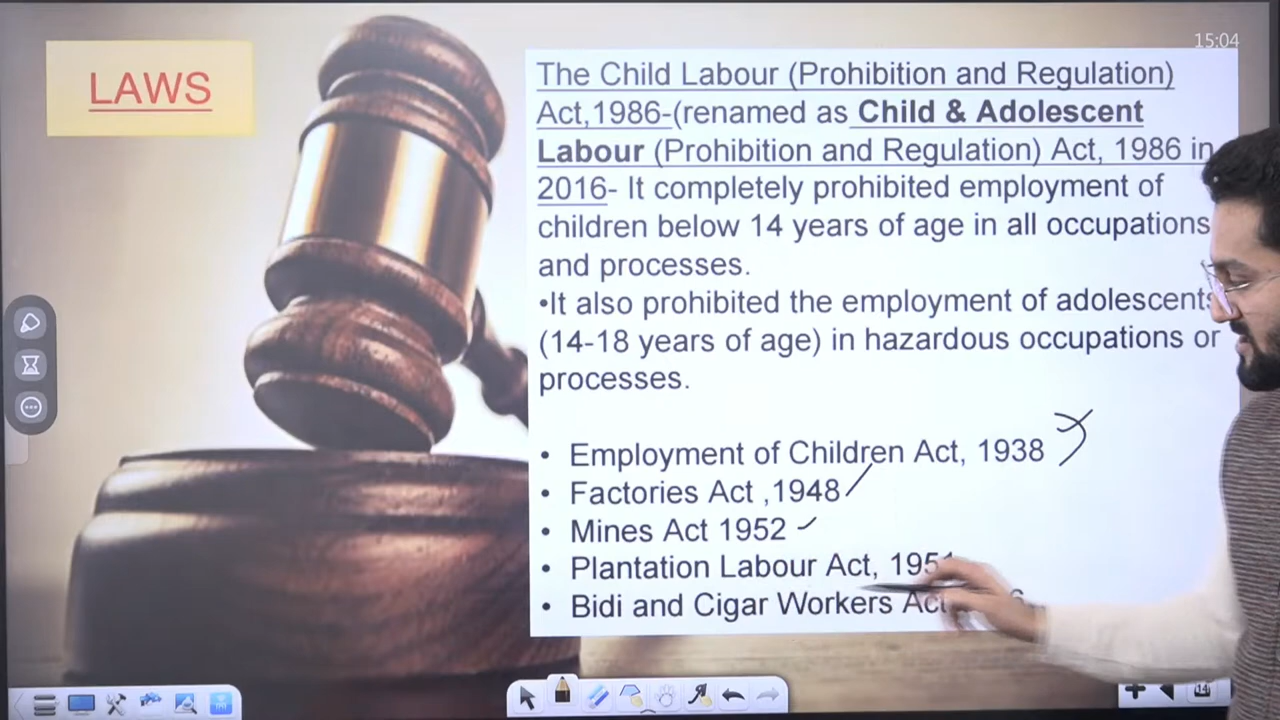 15:04
LAWS
The Child Labour (Prohibition and Regulation)
Act,1986-(renamed as Child & Adolescent
Labour (Prohibition and Regulation) Act, 1986 in
2016- It completely prohibited employment of
children below 14 years of age in all occupations
and processes.
•It also prohibited the employment of adolescents
(14-18 years of age) in hazardous occupations or
processes.
• Employment of Children Act, 1938
• Factories Act ,1948
• Mines Act 1952
• Plantation Labour Act,
• Bidi and Cigar Workers Act
14